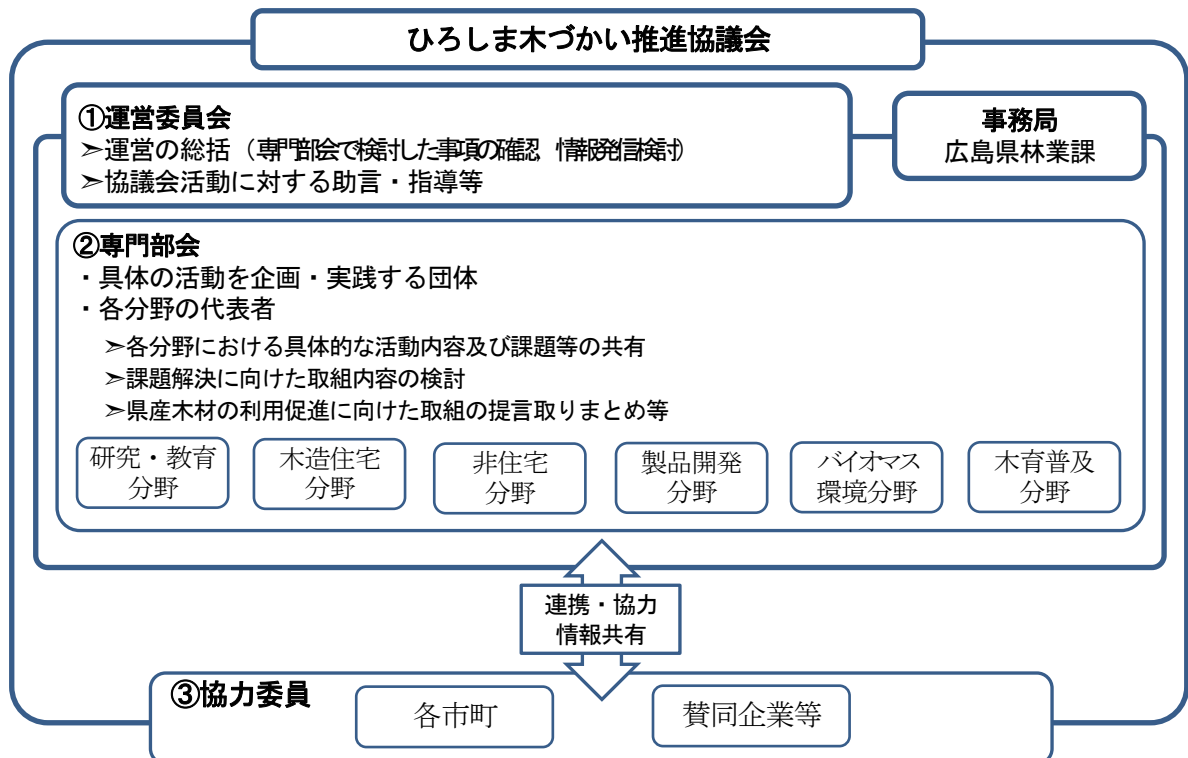 ひろしま木づかい推進協議会
①運営委員会
➣運営の総括（専門部会で検討した事項の確認 情報発信検討）
➣協議会活動に対する助言・指導等
事務局
広島県林業課
②専門部会
・具体の活動を企画・実践する団体
・各分野の代表者
➣各分野における具体的な活動内容及び課題等の共有
➣課題解決に向けた取組内容の検討
➣県産木材の利用促進に向けた取組の提言取りまとめ等
研究・教育
分野
木造住宅
分野
非住宅
分野
製品開発
分野
バイオマス
環境分野
木育普及
分野
連携・協力
情報共有
③協力委員
各市町
賛同企業等